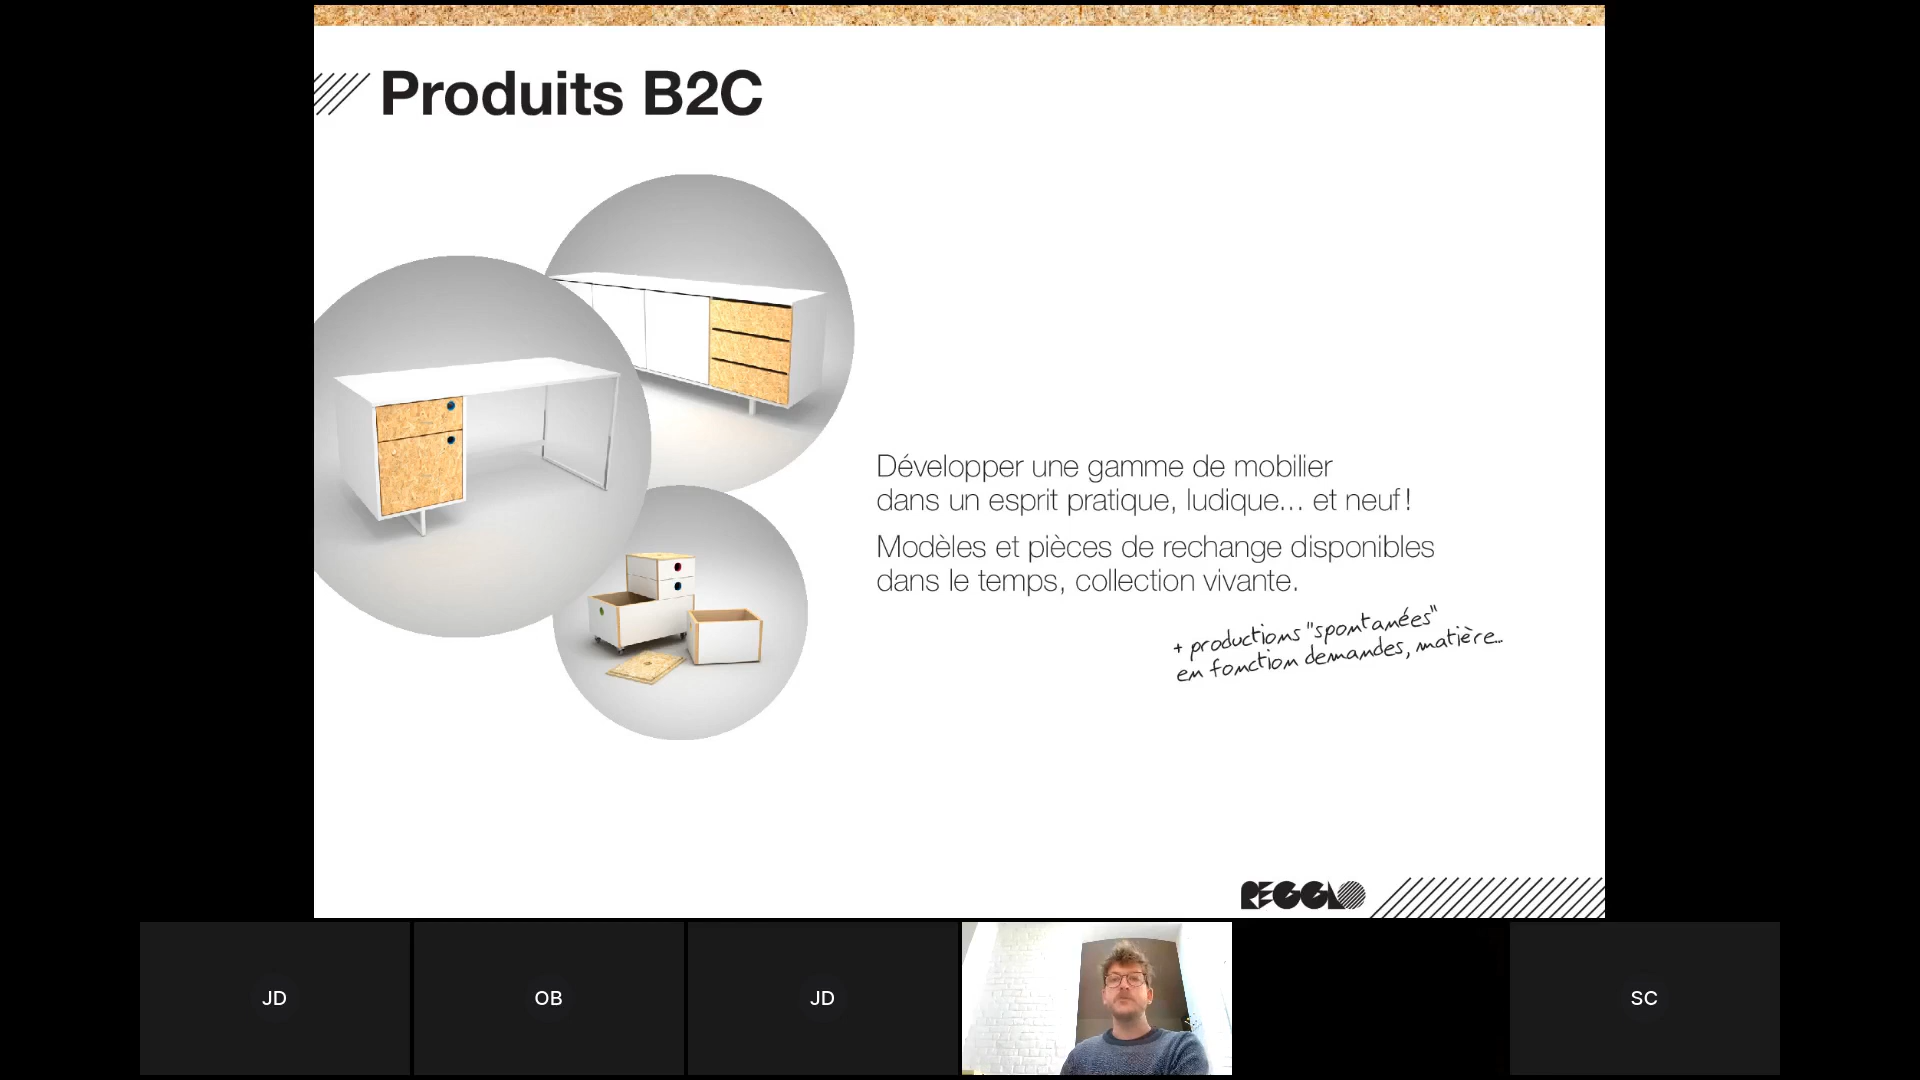 Produits B2C
Développer une gamme de mobilier
dans un esprit pratique, ludique... et neuf !
Modèles et pièces de rechange disponibles
dans le temps, collection vivante.
+ productions "spontanées"
en fonction demandes, matière...
REGGLO
JD
OB
JD
SC